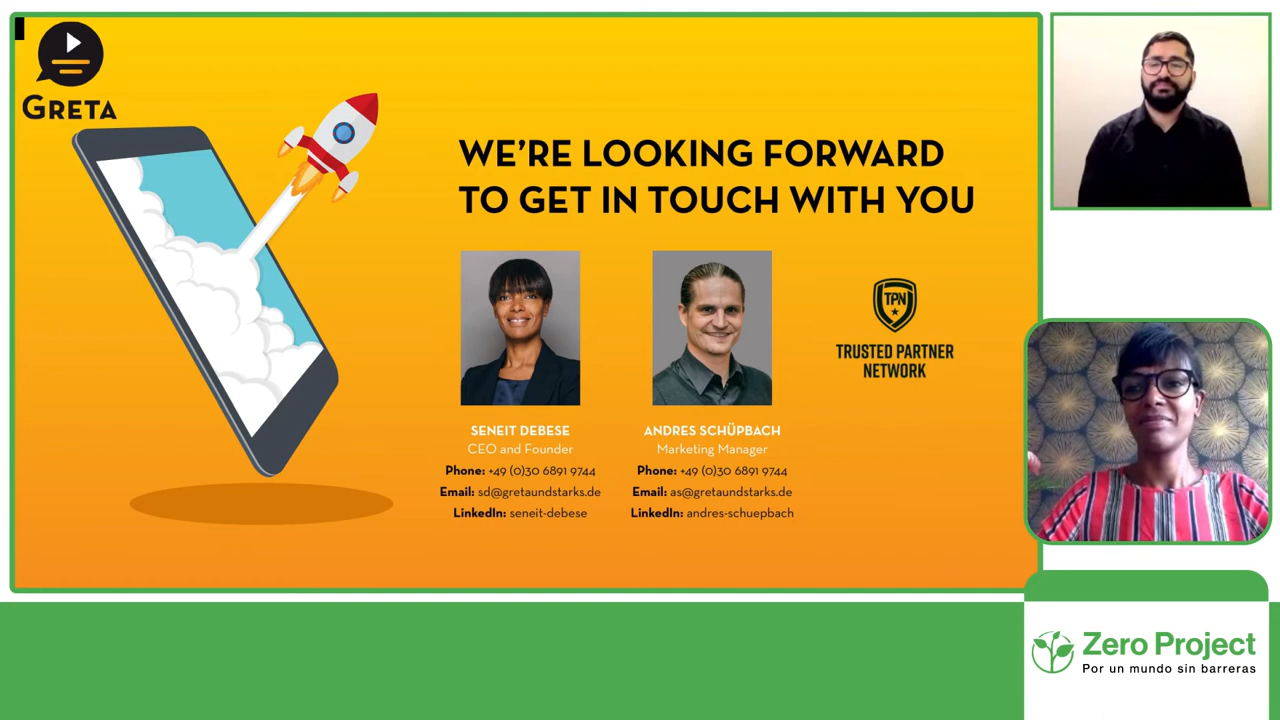 GRETA
WE'RE LOOKING FORWARD
TO GET IN TOUCH WITH YOU
SENEIT DEBESE
CEO and Founder
Phone: +49 (0)30 6891 9744
Email: sd@gretaundstarks.de
LinkedIn: seneit-debese
ANDRES SCHÜPBACH
Marketing Manager
Phone: +49 (0)30 6891 9744
Email: as@gretaundstarks.de
LinkedIn: andres-schuepbach
TPN
TRUSTED PARTNER
NETWORK
Zero Project
Por un mundo sin barreras